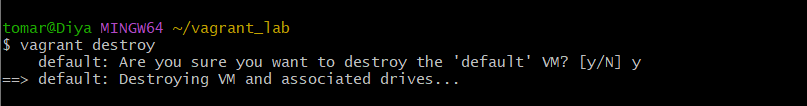 tomar@Diya MINGW64 ~/vagrant_lab
$ vagrant destroy
    default: Are you sure you want to destroy the 'default' VM? [y/N] y
==> default: Destroying VM and associated drives...